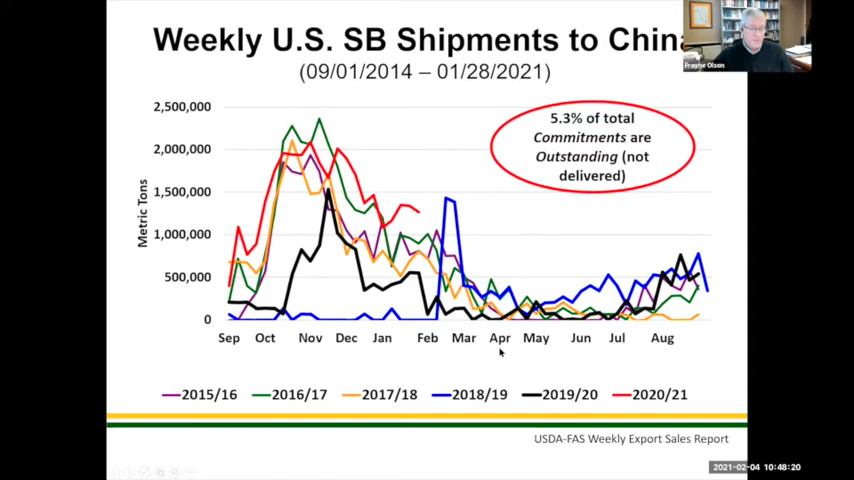 Weekly U.S. SB Shipments to China
(09/01/2014 – 01/28/2021)
Frayne Olson
5.3% of total
Commitments are
Outstanding (not
delivered)
Metric Tons
2,500,000
2,000,000
1,500,000
1,000,000
500,000
0
Sep Oct Nov Dec Jan Feb Mar Apr May Jun Jul Aug
2015/16 2016/17 2017/18 2018/19 2019/20 2020/21
USDA-FAS Weekly Export Sales Report
2021-02-04 10:48:20